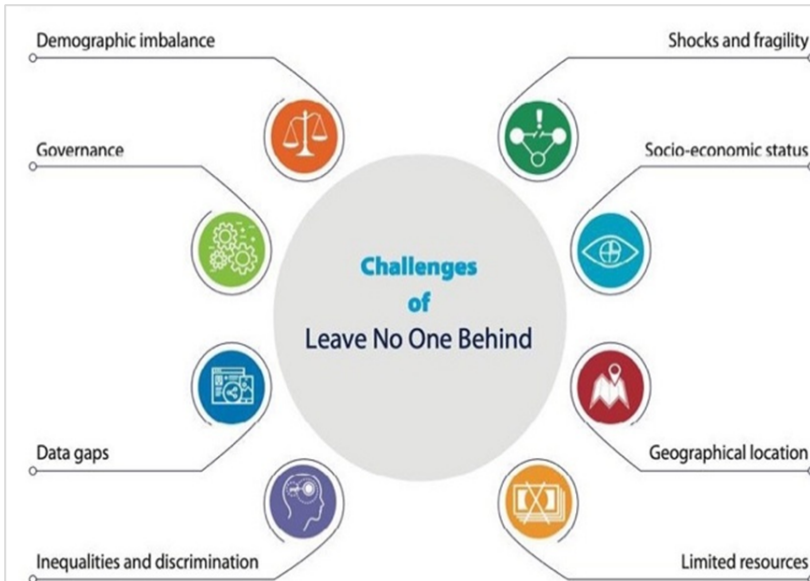 Demographic imbalance
Shocks and fragility
Governance
Socio-economic status
Challenges
of
Leave No One Behind
Data gaps
Geographical location
Inequalities and discrimination
Limited resources